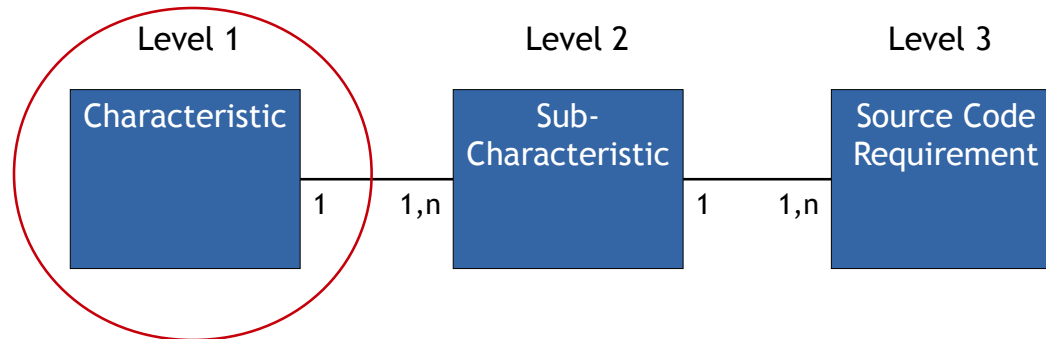 Level 1
Level 2
Level 3
Characteristic
Sub-
Characteristic
Source Code
Requirement
1
1,n
1
1,n